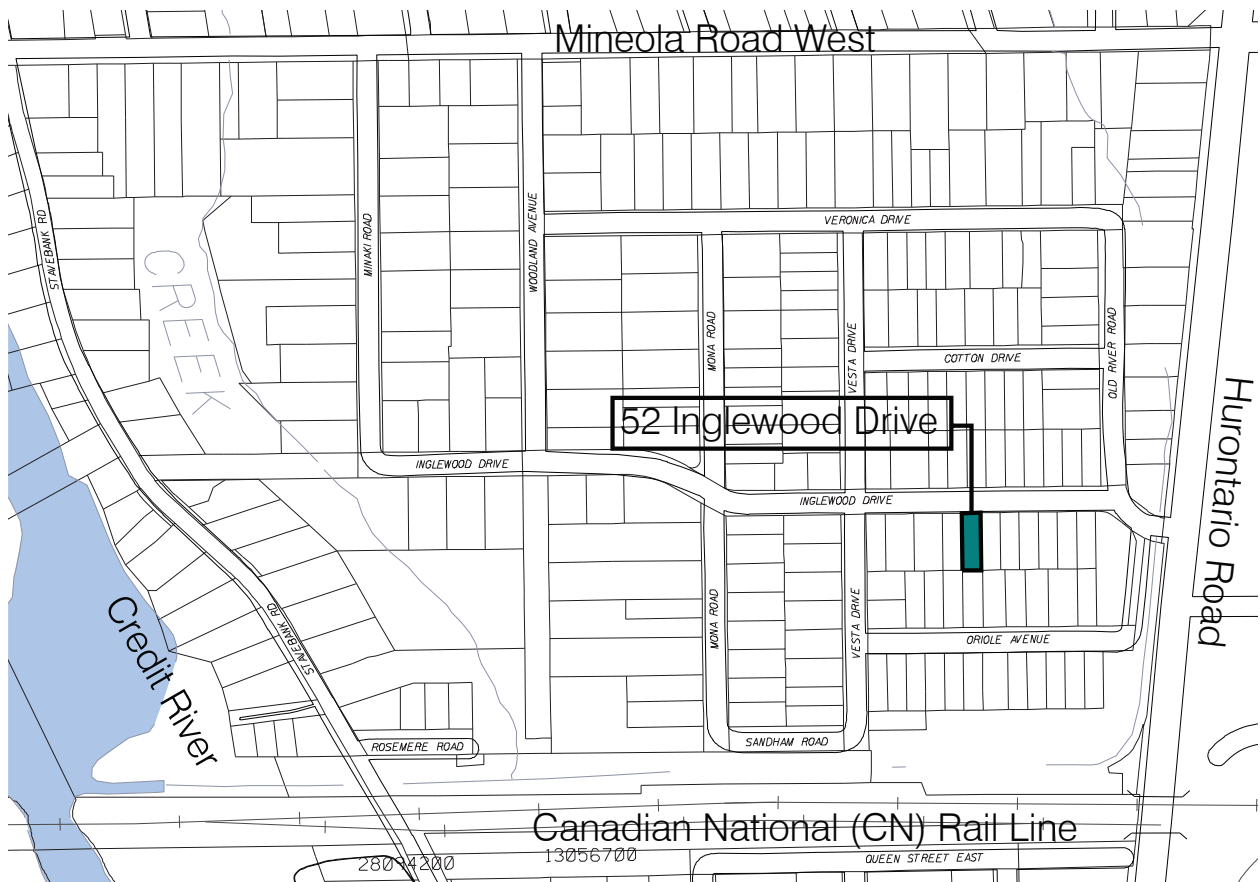 Mineola Road West
STAVEBANK RD
CREEK
MINAKI ROAD
WOODLAND AVENUE
VERONICA DRIVE
MONA ROAD
VESTA DRIVE
COTTON DRIVE
OLD RIVER ROAD
Hurontario Road
52 Inglewood Drive
INGLEWOOD DRIVE
INGLEWOOD DRIVE
Credit River
STAVEBANK RD
MONA ROAD
VESTA DRIVE
ORIOLE AVENUE
ROSEMERE ROAD
SANDHAM ROAD
Canadian National (CN) Rail Line
28094200
13056700
QUEEN STREET EAST